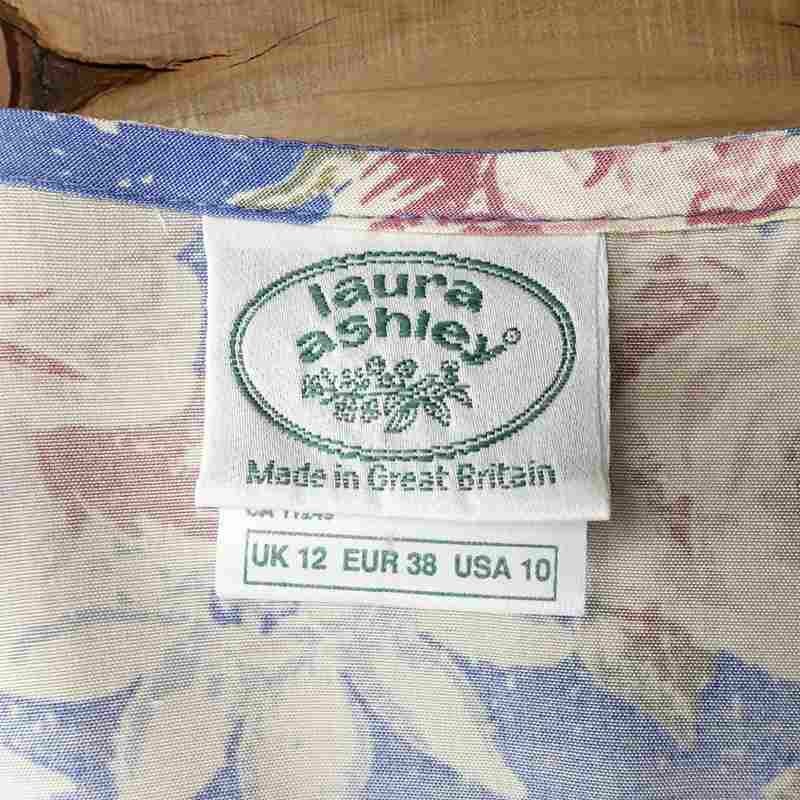 laura
ashley®
Made in Great Britain
UK 12 EUR 38 USA 10